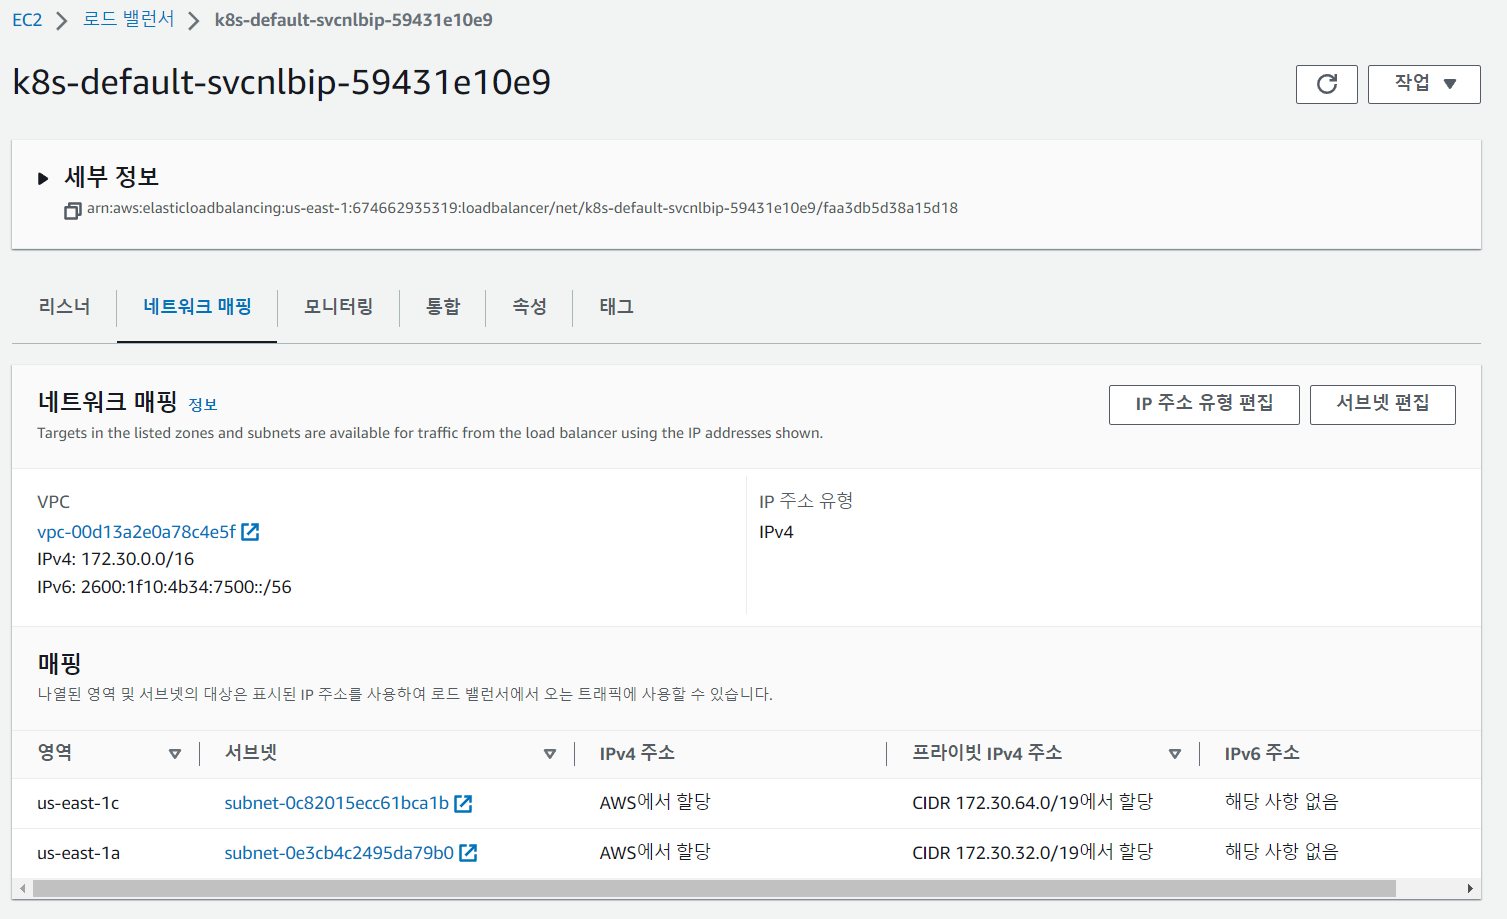 EC2 > 로드 밸런서 > k8s-default-svcnlbip-59431e10e9
k8s-default-svcnlbip-59431e10e9
작업
세부 정보
arn:aws:elasticloadbalancing:us-east-1:674662935319:loadbalancer/net/k8s-default-svcnlbip-59431e10e9/faa3db5d38a15d18
리스너 네트워크 매핑 모니터링 통합 속성 태그
네트워크 매핑 정보
IP 주소 유형 편집 서브넷 편집
Targets in the listed zones and subnets are available for traffic from the load balancer using the IP addresses shown.
VPC
vpc-00d13a2e0a78c4e5f
IPv4: 172.30.0.0/16
IPv6: 2600:1f10:4b34:7500::/56
IP 주소 유형
IPv4
매핑
나열된 영역 및 서브넷의 대상은 표시된 IP 주소를 사용하여 로드 밸런서에서 오는 트래픽에 사용할 수 있습니다.
영역 서브넷 IPv4 주소 프라이빗 IPv4 주소 IPv6 주소
us-east-1c subnet-0c82015ecc61bca1b AWS에서 할당 CIDR 172.30.64.0/19에서 할당 해당 사항 없음
us-east-1a subnet-0e3cb4c2495da79b0 AWS에서 할당 CIDR 172.30.32.0/19에서 할당 해당 사항 없음